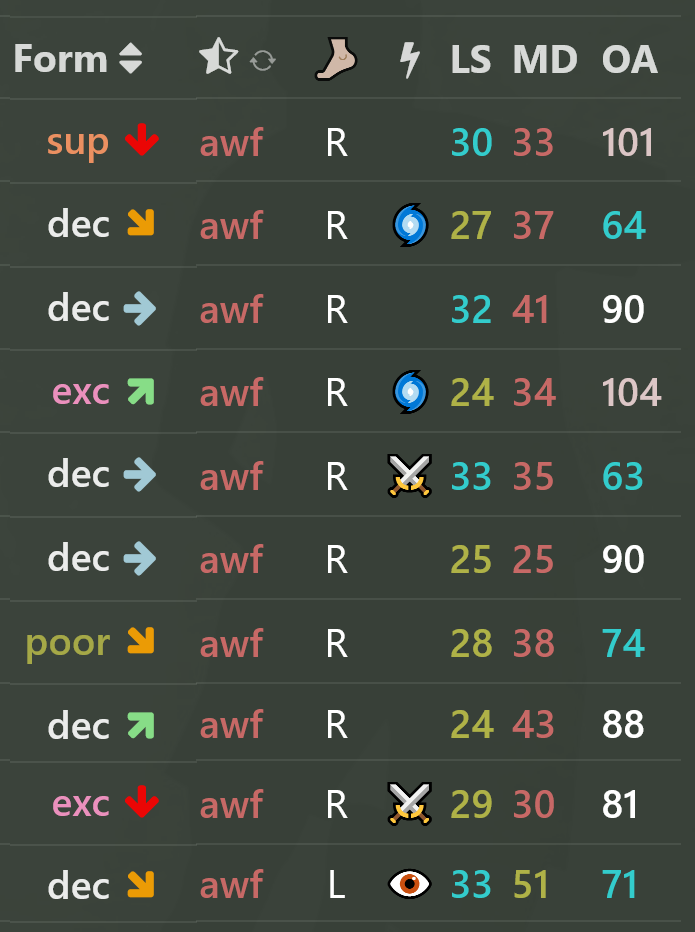 Form LS MD OA
sup awf R 30 33 101
dec awf R 27 37 64
dec awf R 32 41 90
exc awf R 24 34 104
dec awf R 33 35 63
dec awf R 25 25 90
poor awf R 28 38 74
dec awf R 24 43 88
exc awf R 29 30 81
dec awf L 33 51 71